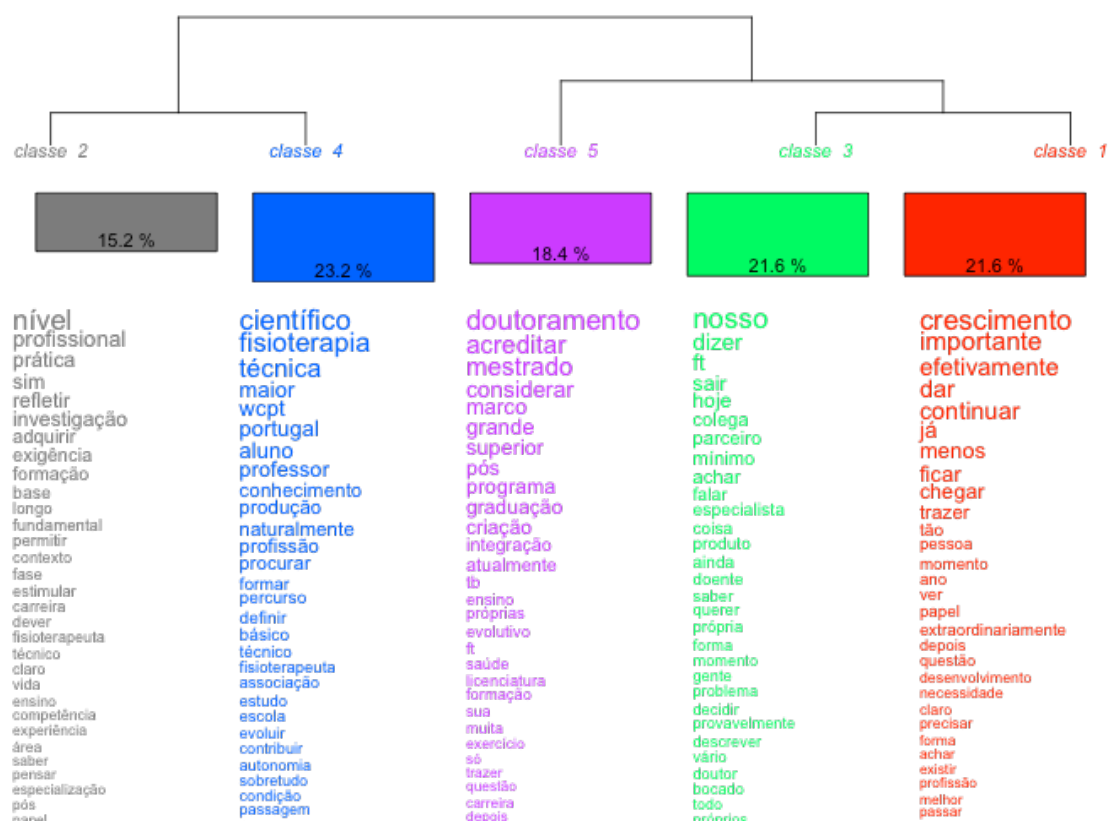 classe 2
classe 4
classe 5
classe 3
classe 1
15.2 %
23.2 %
18.4 %
21.6 %
21.6 %
nível
profissional
prática
sim
refletir
investigação
adquirir
exigência
formação
base
longo
fundamental
permitir
contexto
fase
estimular
carreira
dever
fisioterapeuta
técnico
claro
vida
ensino
competência
experiência
área
saber
pensar
especialização
pós
papel
científico
fisioterapia
técnica
maior
wcpt
portugal
aluno
professor
conhecimento
produção
naturalmente
profissão
procurar
formar
percurso
definir
básico
técnico
fisioterapeuta
associação
estudo
escola
evoluir
contribuir
autonomia
sobretudo
condição
passagem
doutoramento
acreditar
mestrado
considerar
marco
grande
superior
pós
programa
graduação
criação
integração
atualmente
tb
ensino
próprias
evolutivo
ft
saúde
licenciatura
formação
sua
muita
exercício
só
trazer
questão
carreira
depois
nosso
dizer
ft
sair
hoje
colega
parceiro
mínimo
achar
falar
especialista
coisa
produto
ainda
doente
saber
querer
própria
forma
momento
gente
problema
decidir
provavelmente
descrever
vário
doutor
bocado
todo
próprios
crescimento
importante
efetivamente
dar
continuar
já
menos
ficar
chegar
trazer
tão
pessoa
momento
ano
ver
papel
extraordinariamente
depois
questão
desenvolvimento
necessidade
claro
precisar
forma
achar
existir
profissão
melhor
passar